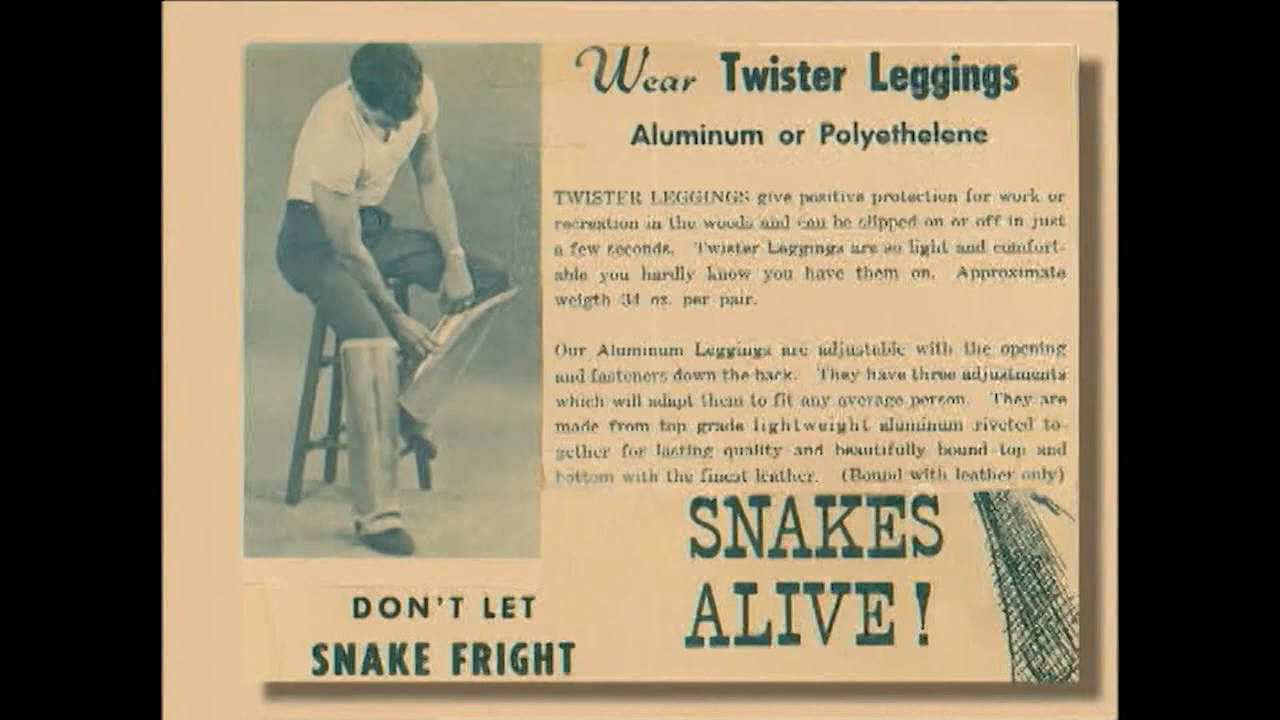 Wear Twister Leggings
Aluminum or Polyethelene
TWISTER LEGGINGS give positive protection for work or
recreation in the woods and can be slipped on or off in just
a few seconds. Twister Leggings are so light and comfort-
able you hardly know you have them on. Approximate
weigth 34 oz. per pair.
Our Aluminum Leggings are adjustable with the opening
and fasteners down the back. They have three adjustments
which will adapt them to fit any average person. They are
made from top grade lightweight aluminum riveted to-
gether for lasting quality and beautifully bound top and
bottom with the finest leather. (Bound with leather only)
SNAKES
ALIVE!
DON'T LET
SNAKE FRIGHT